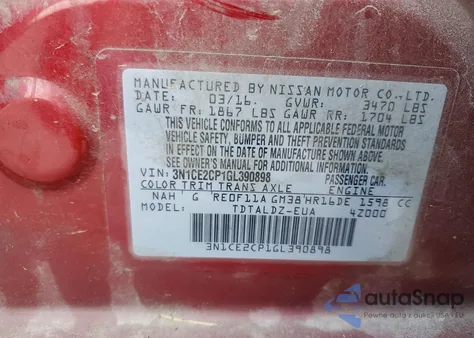 MANUFACTURED BY NISSAN MOTOR CO.,LTD.
DATE: 03/16. GVWR: 3470 LBS
GAWR FR: 1867 LBS GAWR RR: 1704 LBS
THIS VEHICLE CONFORMS TO ALL APPLICABLE FEDERAL MOTOR
VEHICLE SAFETY, BUMPER, AND THEFT PREVENTION STANDARDS
IN EFFECT ON THE DATE OF MANUFACTURE SHOWN ABOVE.
SEE OWNER'S MANUAL FOR ADDITIONAL INFORMATION.
VIN: 3N1CE2CP1GL390898 PASSENGER CAR.
COLOR TRIM TRANS AXLE ENGINE
NAH G RE0F11A GM38 HR16DE 1598 CC
MODEL: TDTALDZ-EUA 4Z000
3N1CE2CP1GL390898
autaSnap